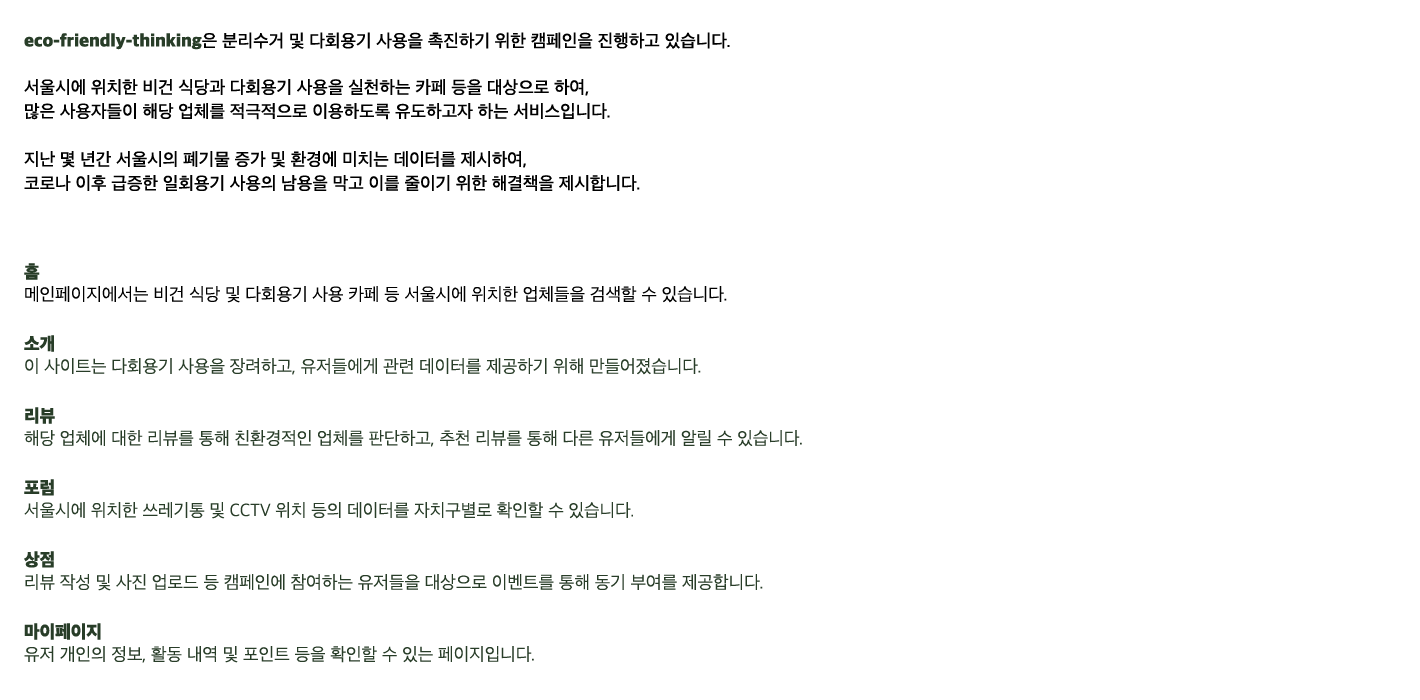 eco-friendly-thinking은 분리수거 및 다회용기 사용을 촉진하기 위한 캠페인을 진행하고 있습니다.
서울시에 위치한 비건 식당과 다회용기 사용을 실천하는 카페 등을 대상으로 하여,
많은 사용자들이 해당 업체를 적극적으로 이용하도록 유도하고자 하는 서비스입니다.
지난 몇 년간 서울시의 폐기물 증가 및 환경에 미치는 데이터를 제시하여,
코로나 이후 급증한 일회용기 사용의 남용을 막고 이를 줄이기 위한 해결책을 제시합니다.
홈
메인페이지에서는 비건 식당 및 다회용기 사용 카페 등 서울시에 위치한 업체들을 검색할 수 있습니다.
소개
이 사이트는 다회용기 사용을 장려하고, 유저들에게 관련 데이터를 제공하기 위해 만들어졌습니다.
리뷰
해당 업체에 대한 리뷰를 통해 친환경적인 업체를 판단하고, 추천 리뷰를 통해 다른 유저들에게 알릴 수 있습니다.
포럼
서울시에 위치한 쓰레기통 및 CCTV 위치 등의 데이터를 자치구별로 확인할 수 있습니다.
상점
리뷰 작성 및 사진 업로드 등 캠페인에 참여하는 유저들을 대상으로 이벤트를 통해 동기 부여를 제공합니다.
마이페이지
유저 개인의 정보, 활동 내역 및 포인트 등을 확인할 수 있는 페이지입니다.